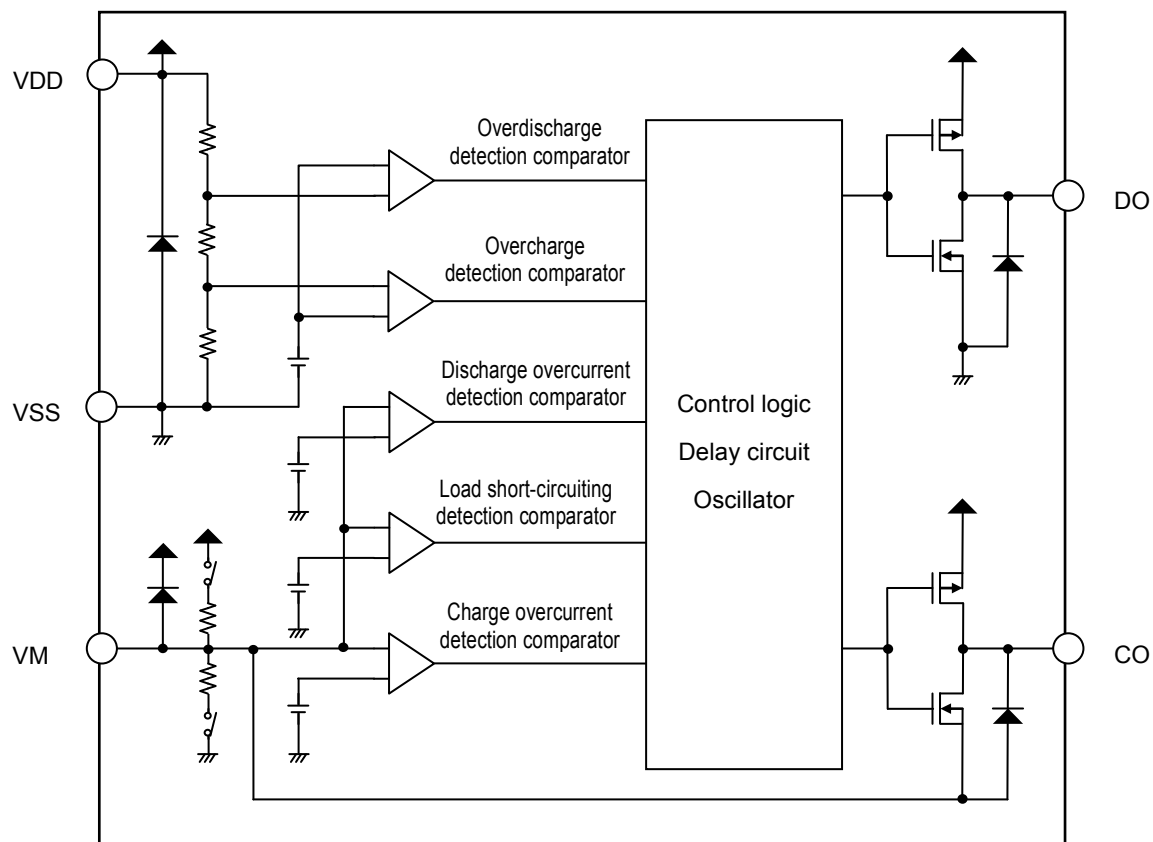 VDD
VSS
VM
Overdischarge
detection comparator
Overcharge
detection comparator
Discharge overcurrent
detection comparator
Load short-circuiting
detection comparator
Charge overcurrent
detection comparator
Control logic
Delay circuit
Oscillator
DO
CO